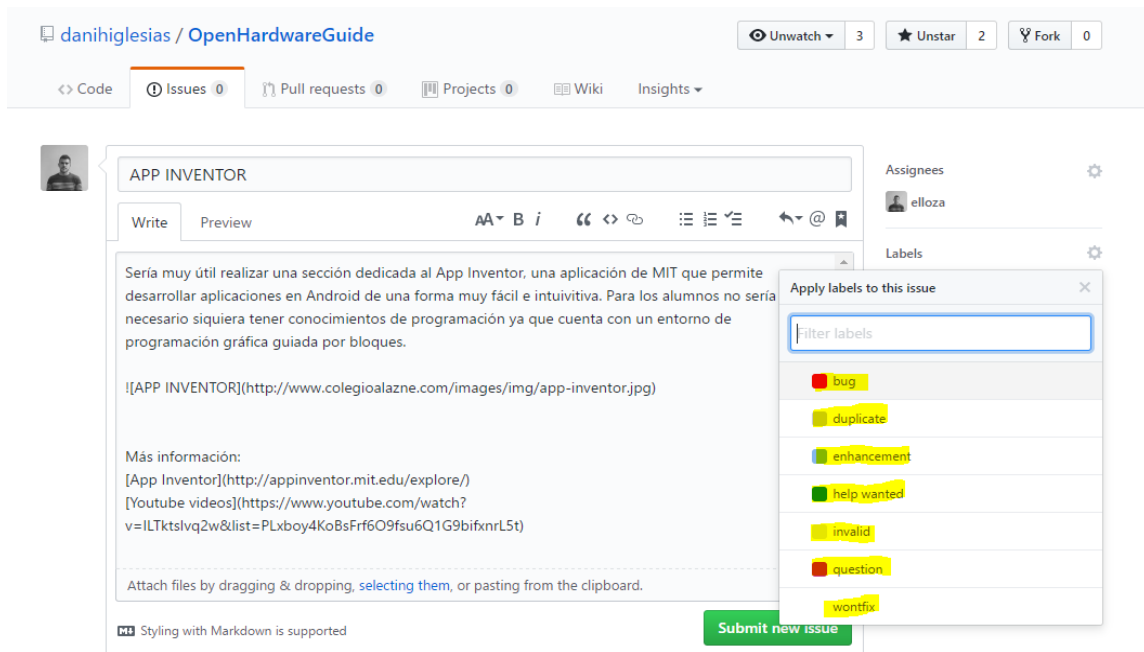 danihiglesias / OpenHardwareGuide
Unwatch 3
Unstar 2
Fork 0
Code
Issues 0
Pull requests 0
Projects 0
Wiki
Insights
APP INVENTOR
Write
Preview
AA B i
Sería muy útil realizar una sección dedicada al App Inventor, una aplicación de MIT que permite
desarrollar aplicaciones en Android de una forma muy fácil e intuivitiva. Para los alumnos no sería
necesario siquiera tener conocimientos de programación ya que cuenta con un entorno de
programación gráfica guiada por bloques.
![APP INVENTOR](http://www.colegioalazne.com/images/img/app-inventor.jpg)
Más información:
[App Inventor](http://appinventor.mit.edu/explore/)
[Youtube videos](https://www.youtube.com/watch?
v=ILTktsIvq2w&list=PLxboy4KoBsFrf6O9fsu6Q1G9bifxnrL5t)
Attach files by dragging & dropping, selecting them, or pasting from the clipboard.
Styling with Markdown is supported
Submit new issue
Assignees
elloza
Labels
Apply labels to this issue
Filter labels
bug
duplicate
enhancement
help wanted
invalid
question
wontfix